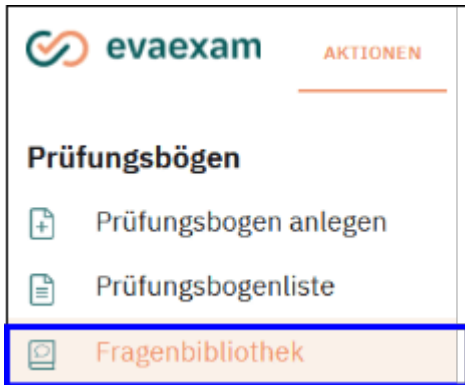 evaexam
AKTIONEN
Prüfungsbögen
Prüfungsbogen anlegen
Prüfungsbogenliste
Fragenbibliothek